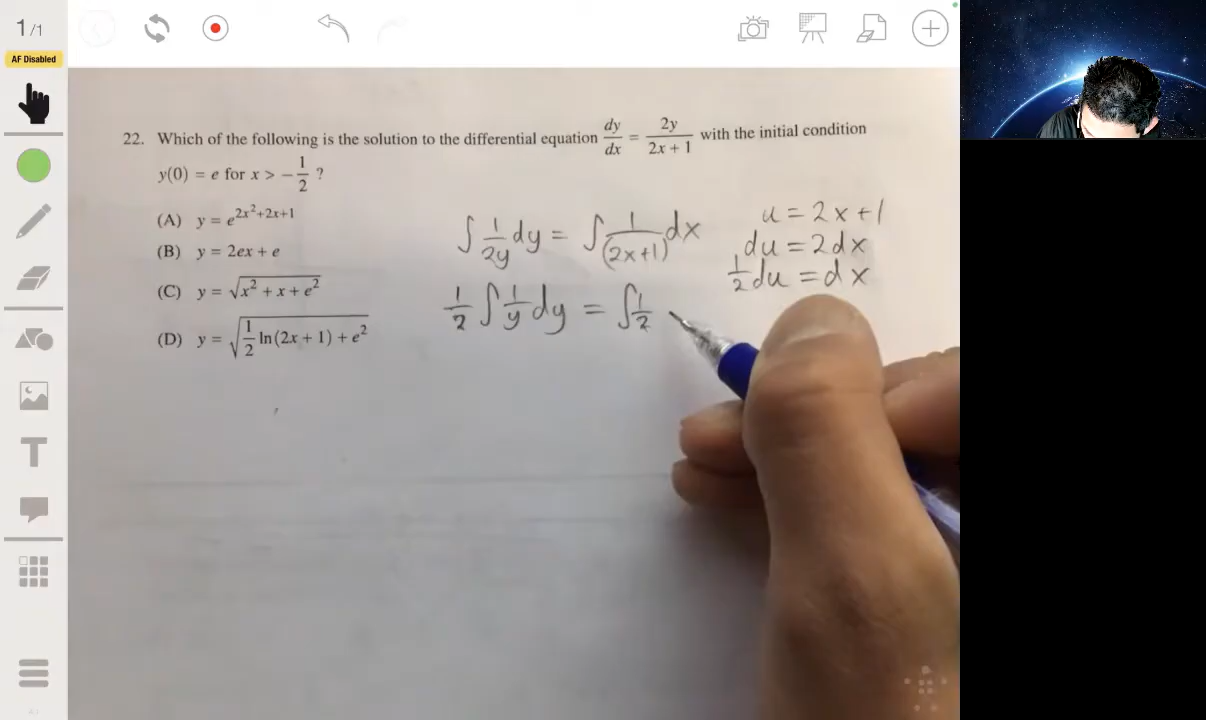 1/1
AF Disabled
22. Which of the following is the solution to the differential equation dy/dx = 2y/(2x + 1) with the initial condition
y(0) = e for x > −1/2 ?
(A) y = e^(2x²+2x+1)
(B) y = 2ex + e
(C) y = √(x² + x + e²)
(D) y = √(1/2 ln(2x + 1) + e²)
∫ 1/2y dy = ∫ 1/(2x+1) dx
1/2 ∫ 1/y dy = ∫ 1/2
u = 2x+1
du = 2dx
1/2 du = dx
T